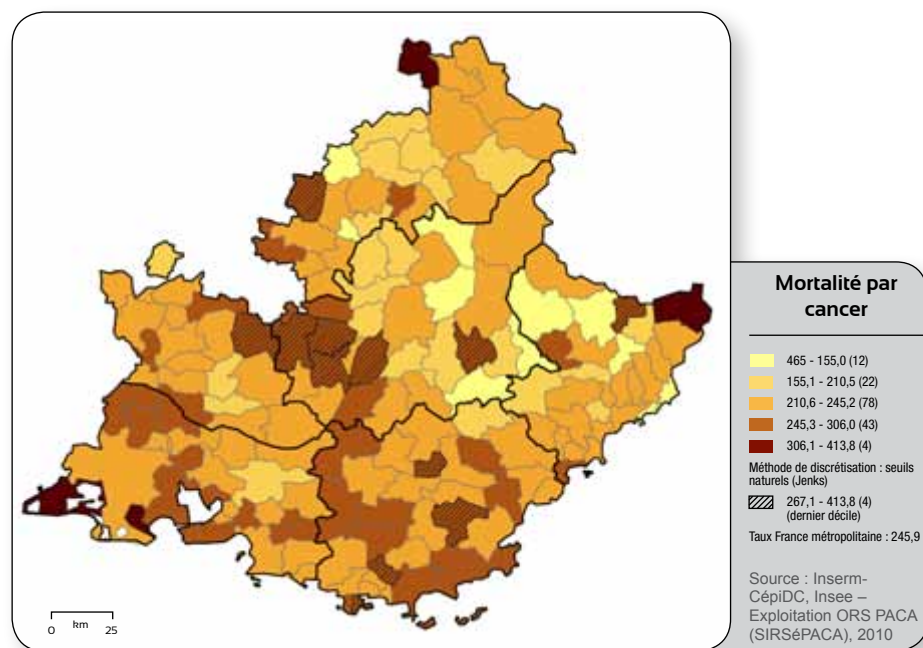 Mortalité par
cancer
465 - 155,0 (12)
155,1 - 210,5 (22)
210,6 - 245,2 (78)
245,3 - 306,0 (43)
306,1 - 413,8 (4)
Méthode de discrétisation : seuils
naturels (Jenks)
267,1 - 413,8 (4)
(dernier décile)
Taux France métropolitaine : 245,9
Source : Inserm-
CépiDC, Insee –
Exploitation ORS PACA
(SIRSéPACA), 2010
km
0 25